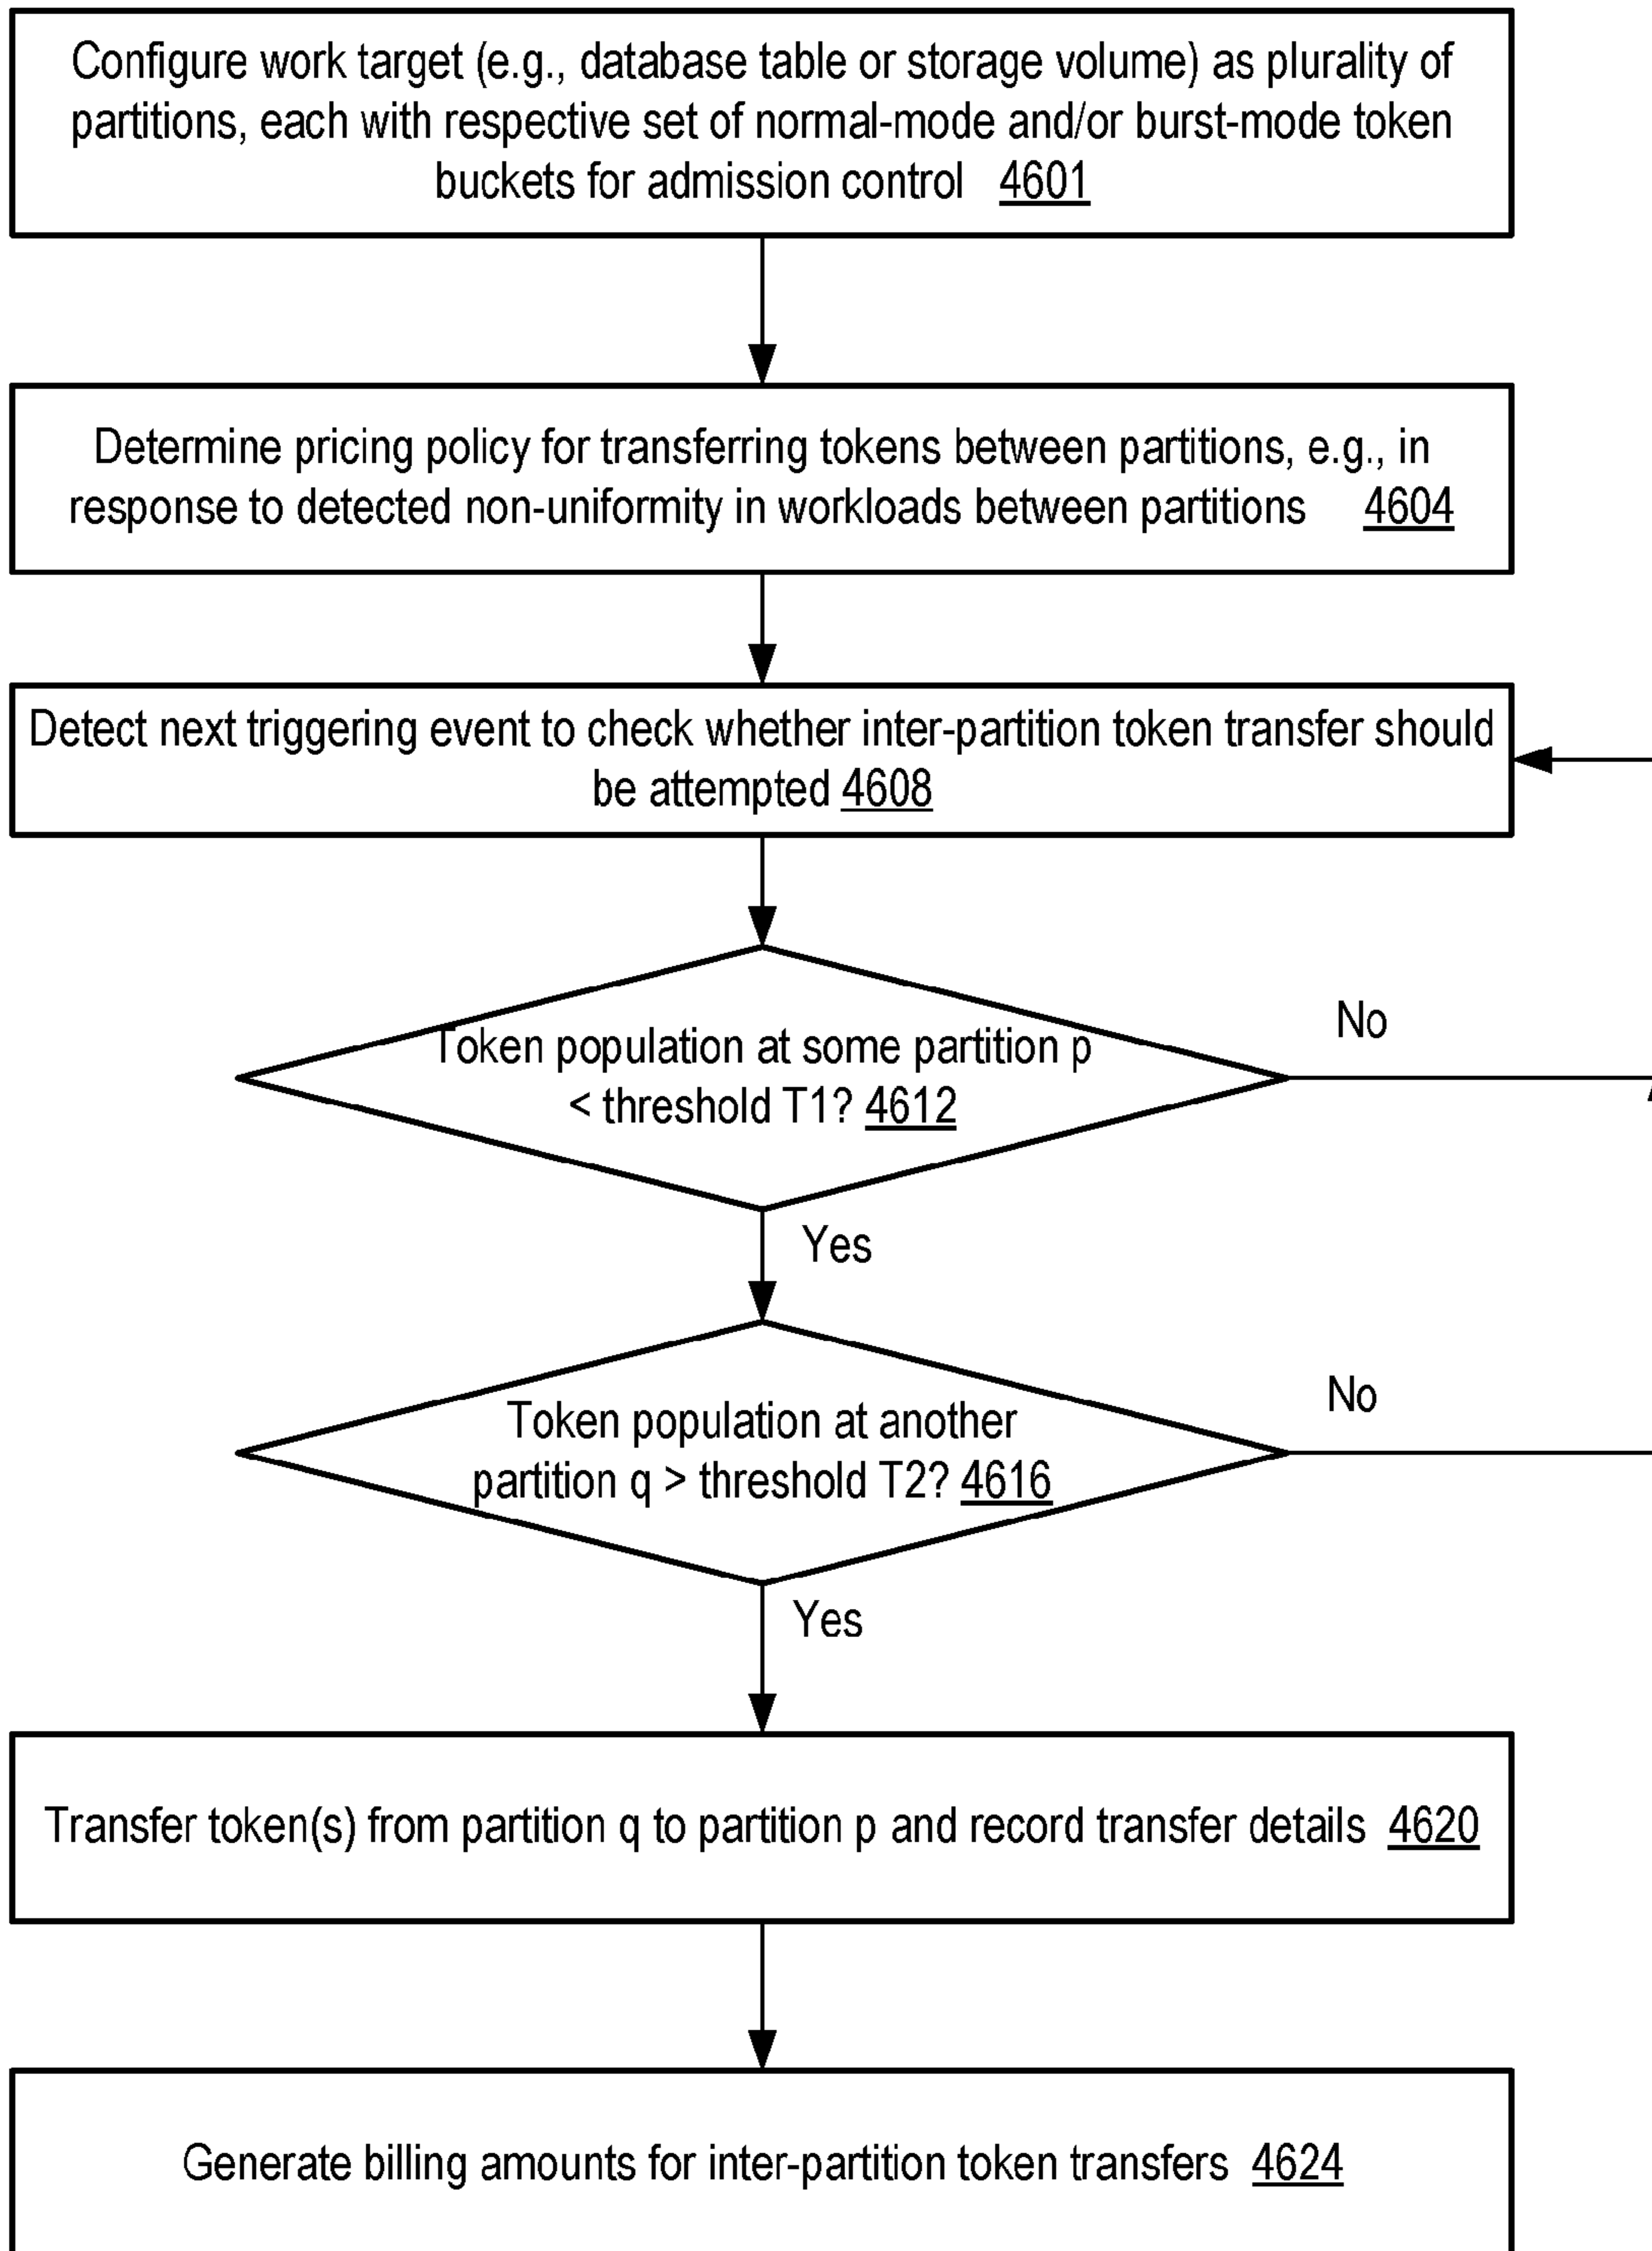 Configure work target (e.g., database table or storage volume) as plurality of
partitions, each with respective set of normal-mode and/or burst-mode token
buckets for admission control 4601
Determine pricing policy for transferring tokens between partitions, e.g., in
response to detected non-uniformity in workloads between partitions 4604
Detect next triggering event to check whether inter-partition token transfer should
be attempted 4608
Token population at some partition p
< threshold T1? 4612
No
Yes
Token population at another
partition q > threshold T2? 4616
No
Yes
Transfer token(s) from partition q to partition p and record transfer details 4620
Generate billing amounts for inter-partition token transfers 4624